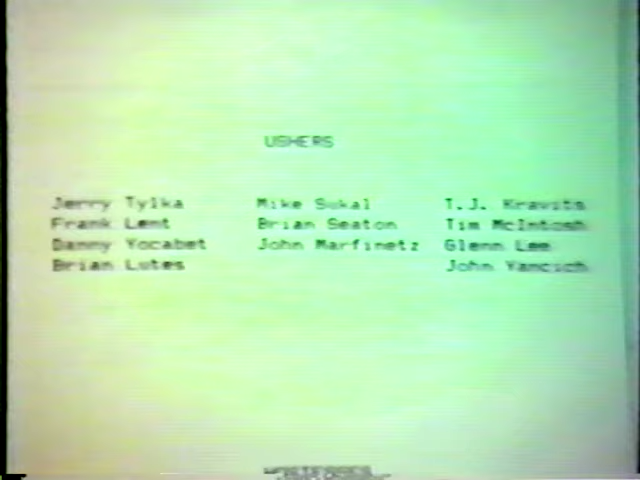 USHERS
Jerry Tylka Mike Sukal T.J. Kravits
Frank Lent Brian Seaton Tim McIntosh
Danny Yocabet John Marfinetz Glenn Lee
Brian Lutes John Yancich